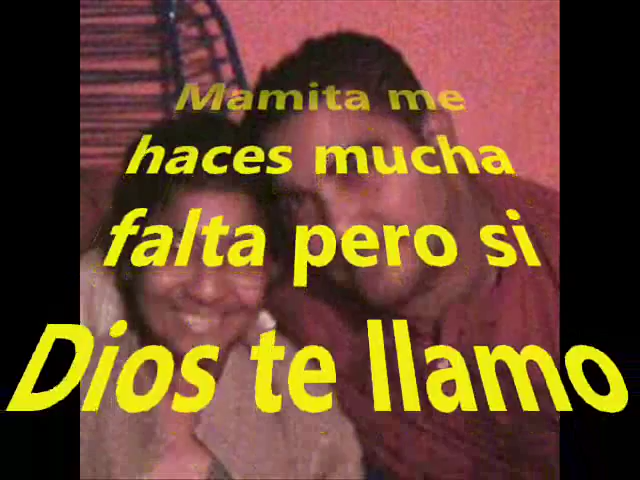 Mamita me
haces mucha
falta pero si
Dios te llamo